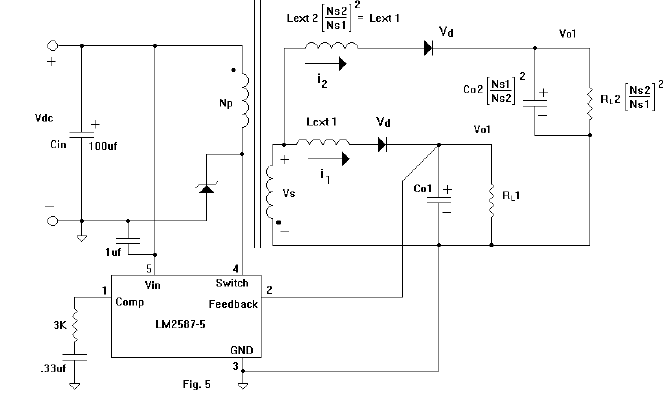 Lext 2 [Ns2/Ns1]² = Lext 1
Vd
Vo1
i2
Np
Co2 [Ns1/Ns2]²
RL2 [Ns2/Ns1]²
+
Vdc
Cin
+
100uf
−
Lext 1
Vd
Vo1
i1
+
Vs
−
Co1
+
−
RL1
+
−
1uf
5
4
Vin
Switch
1
Comp
2
Feedback
LM2587-5
GND
3
3K
.33uf
Fig. 5